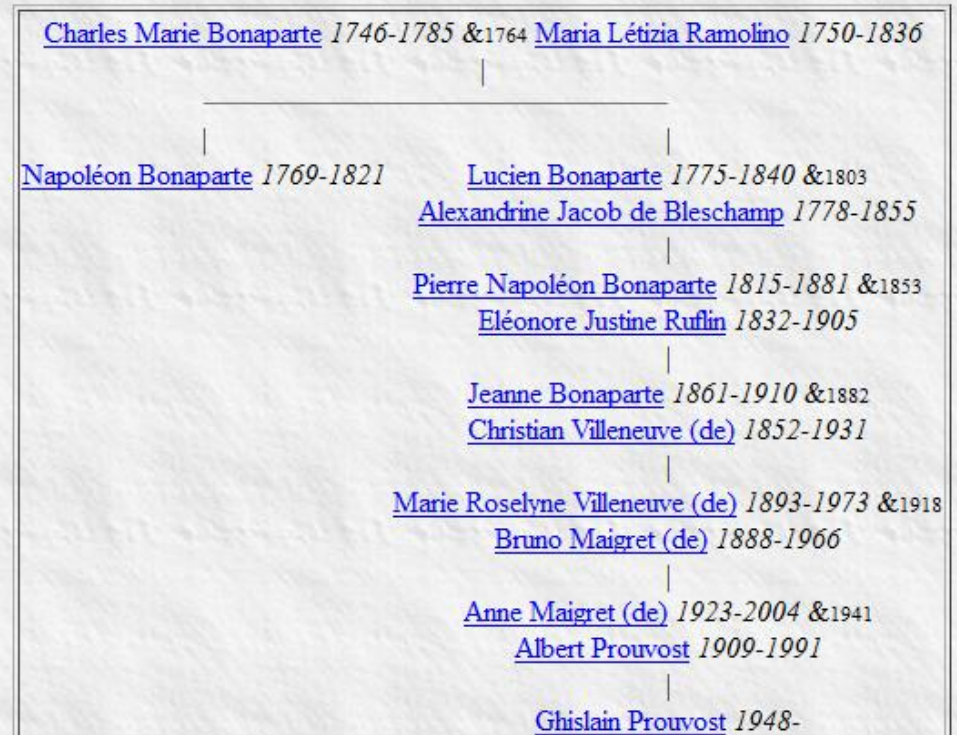 Charles Marie Bonaparte 1746-1785 &1764 Maria Létizia Ramolino 1750-1836
Napoléon Bonaparte 1769-1821
Lucien Bonaparte 1775-1840 &1803
Alexandrine Jacob de Bleschamp 1778-1855
Pierre Napoléon Bonaparte 1815-1881 &1853
Eléonore Justine Ruflin 1832-1905
Jeanne Bonaparte 1861-1910 &1882
Christian Villeneuve (de) 1852-1931
Marie Roselyne Villeneuve (de) 1893-1973 &1918
Bruno Maigret (de) 1888-1966
Anne Maigret (de) 1923-2004 &1941
Albert Prouvost 1909-1991
Ghislain Prouvost 1948-